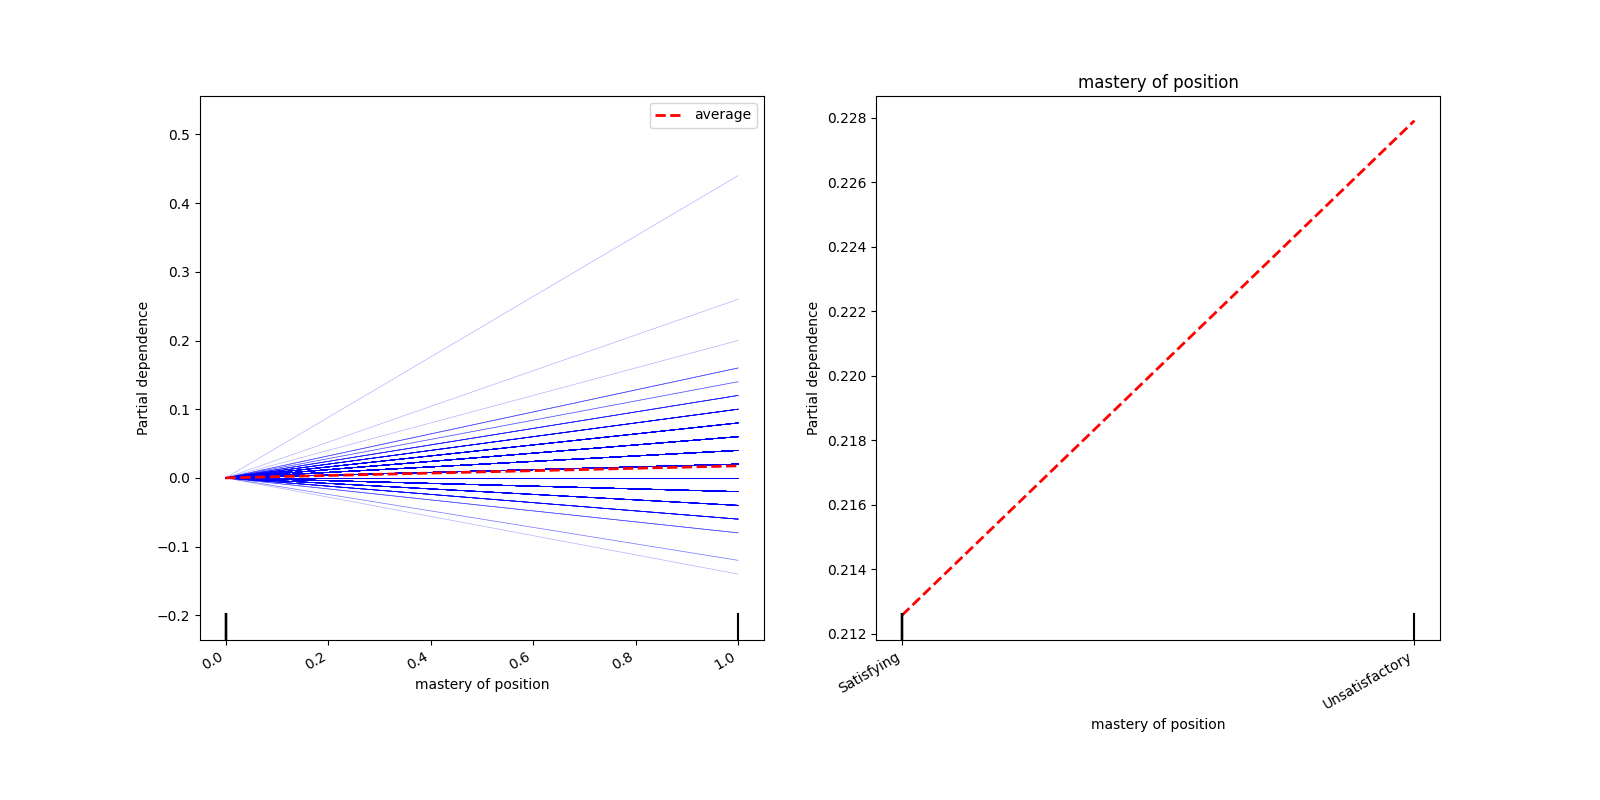 average
Partial dependence
0.5
0.4
0.3
0.2
0.1
0.0
−0.1
−0.2
0.0
0.2
0.4
0.6
0.8
1.0
mastery of position
mastery of position
Partial dependence
0.228
0.226
0.224
0.222
0.220
0.218
0.216
0.214
0.212
Satisfying
Unsatisfactory
mastery of position